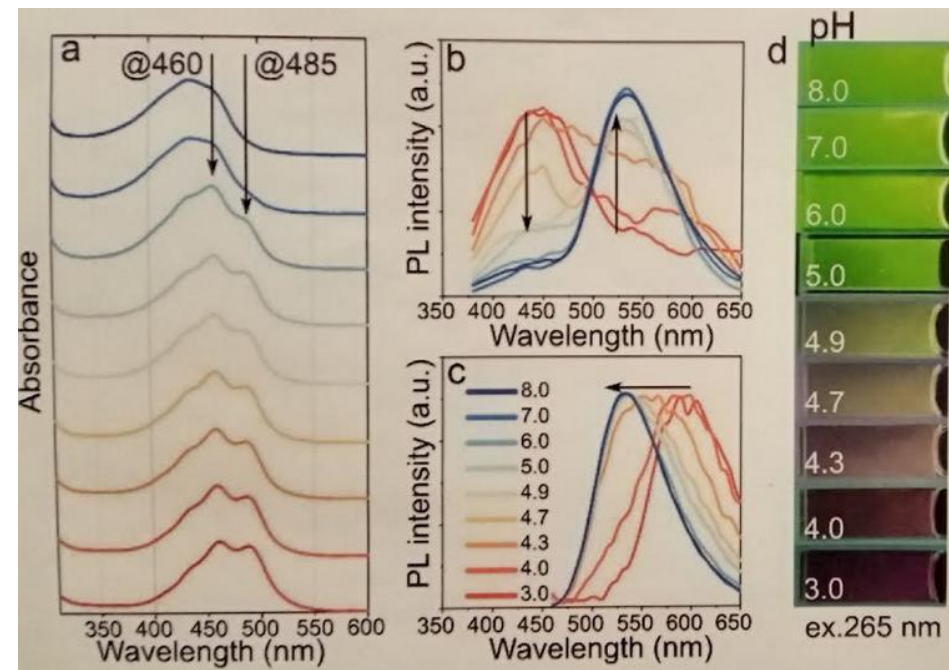 a
@460 @485
Absorbance
350 400 450 500 550 600
Wavelength (nm)
b
PL intensity (a.u.)
350 400 450 500 550 600 650
Wavelength (nm)
c
8.0
7.0
6.0
5.0
4.9
4.7
4.3
4.0
3.0
PL intensity (a.u.)
350 400 450 500 550 600 650
Wavelength (nm)
d
pH
8.0
7.0
6.0
5.0
4.9
4.7
4.3
4.0
3.0
ex.265 nm